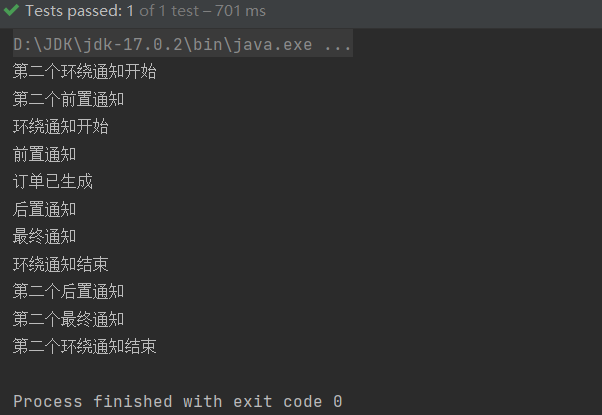 Tests passed: 1 of 1 test – 701 ms
D:\JDK\jdk-17.0.2\bin\java.exe ...
第二个环绕通知开始
第二个前置通知
环绕通知开始
前置通知
订单已生成
后置通知
最终通知
环绕通知结束
第二个后置通知
第二个最终通知
第二个环绕通知结束
Process finished with exit code 0